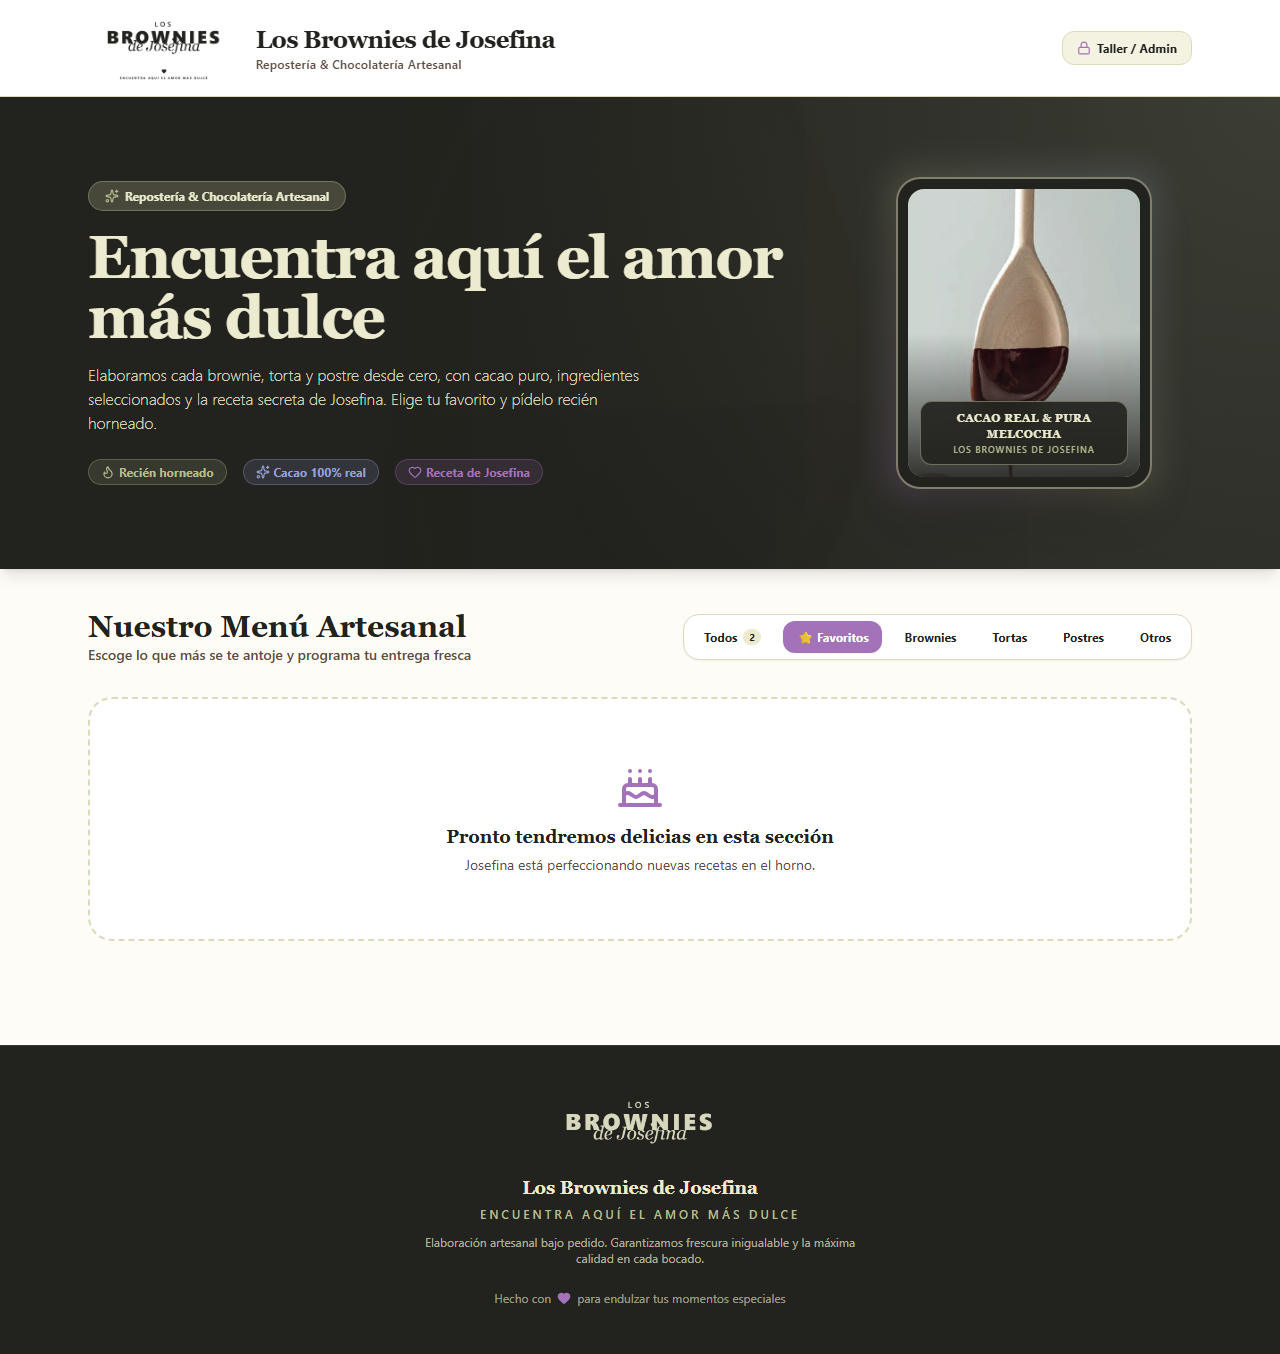 LOS
BROWNIES
de Josefina
ENCUENTRA AQUÍ EL AMOR MÁS DULCE
Los Brownies de Josefina
Repostería & Chocolatería Artesanal
Taller / Admin
Repostería & Chocolatería Artesanal
Encuentra aquí el amor
más dulce
Elaboramos cada brownie, torta y postre desde cero, con cacao puro, ingredientes
seleccionados y la receta secreta de Josefina. Elige tu favorito y pídelo recién
horneado.
Recién horneado
Cacao 100% real
Receta de Josefina
CACAO REAL & PURA
MELCOCHA
LOS BROWNIES DE JOSEFINA
Nuestro Menú Artesanal
Escoge lo que más se te antoje y programa tu entrega fresca
Todos 2
Favoritos
Brownies
Tortas
Postres
Otros
Pronto tendremos delicias en esta sección
Josefina está perfeccionando nuevas recetas en el horno.
LOS
BROWNIES
de Josefina
Los Brownies de Josefina
ENCUENTRA AQUÍ EL AMOR MÁS DULCE
Elaboración artesanal bajo pedido. Garantizamos frescura inigualable y la máxima
calidad en cada bocado.
Hecho con para endulzar tus momentos especiales